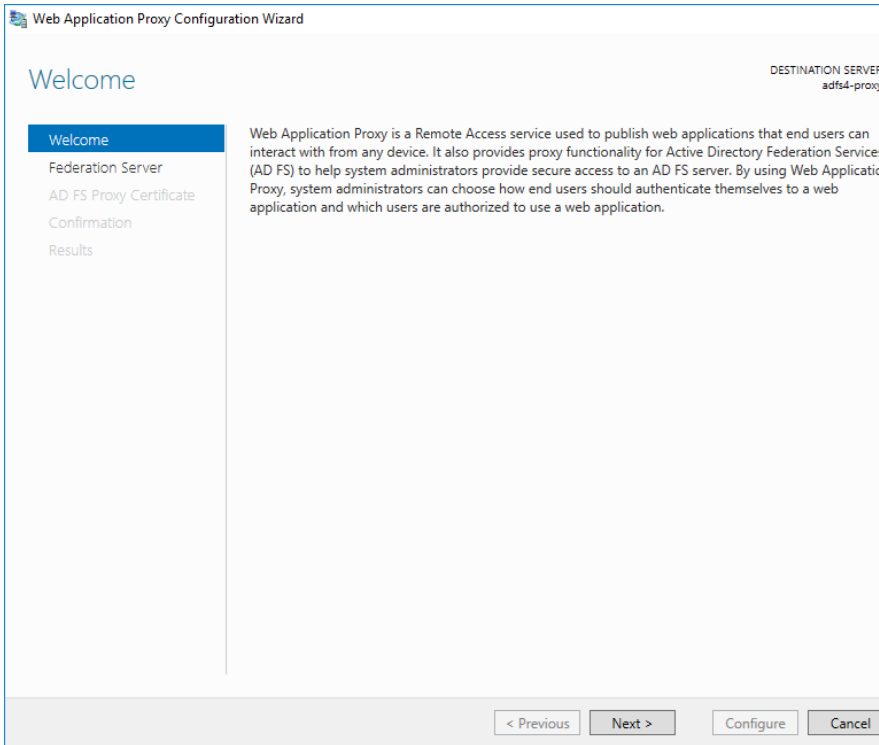 Web Application Proxy Configuration Wizard
Welcome
DESTINATION SERVER
adfs4-proxy
Welcome
Federation Server
AD FS Proxy Certificate
Confirmation
Results
Web Application Proxy is a Remote Access service used to publish web applications that end users can
interact with from any device. It also provides proxy functionality for Active Directory Federation Services
(AD FS) to help system administrators provide secure access to an AD FS server. By using Web Applicatio
Proxy, system administrators can choose how end users should authenticate themselves to a web
application and which users are authorized to use a web application.
< Previous
Next >
Configure
Cancel